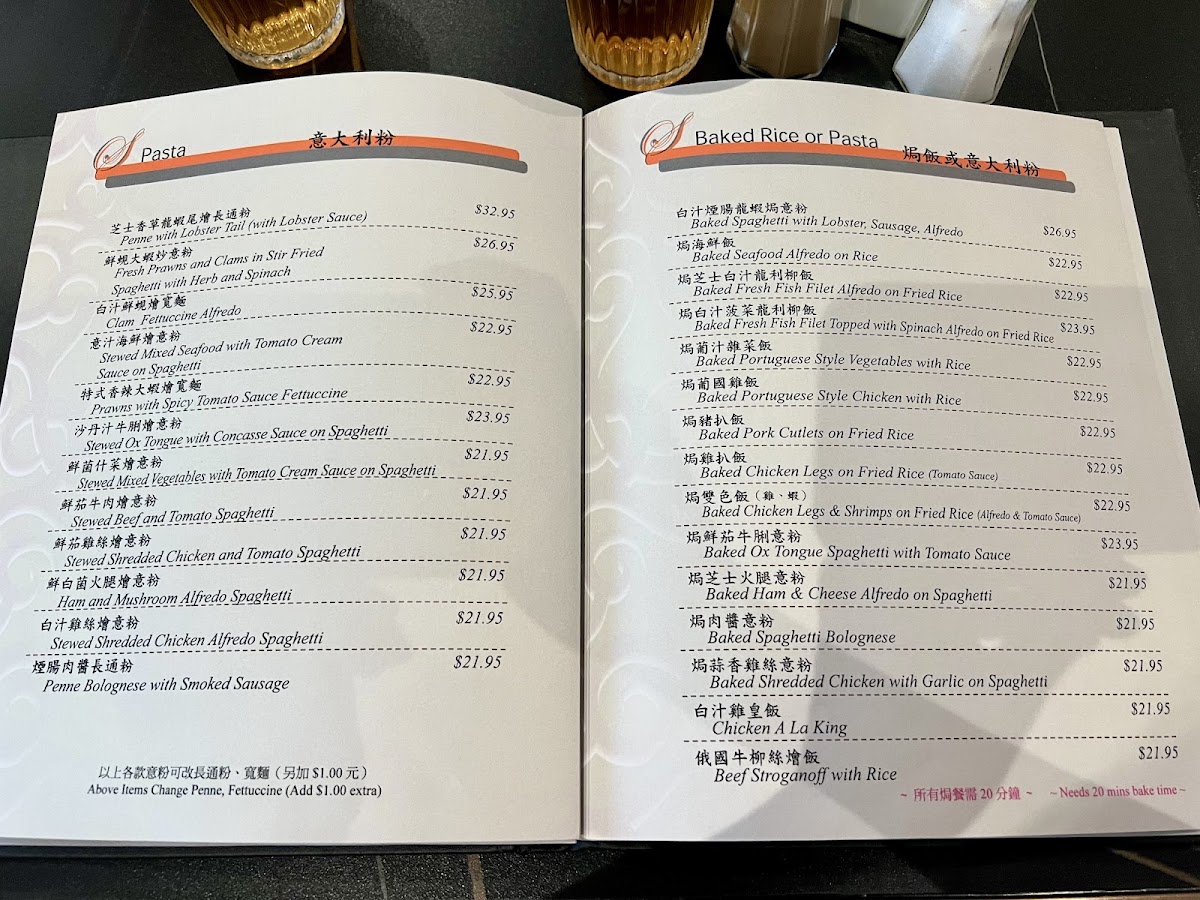 Pasta 意大利粉
芝士香草龍蝦尾燴長通粉 $32.95
Penne with Lobster Tail (with Lobster Sauce)
鮮蜆大蝦炒意粉 $26.95
Fresh Prawns and Clams in Stir Fried
Spaghetti with Herb and Spinach
白汁鮮蜆燴寬麵 $25.95
Clam Fettuccine Alfredo
意汁海鮮燴意粉 $22.95
Stewed Mixed Seafood with Tomato Cream
Sauce on Spaghetti
特式香辣大蝦燴寬麵 $22.95
Prawns with Spicy Tomato Sauce Fettuccine
沙丹汁牛脷燴意粉 $23.95
Stewed Ox Tongue with Concasse Sauce on Spaghetti
鮮菌什菜燴意粉 $21.95
Stewed Mixed Vegetables with Tomato Cream Sauce on Spaghetti
鮮茄牛肉燴意粉 $21.95
Stewed Beef and Tomato Spaghetti
鮮茄雞絲燴意粉 $21.95
Stewed Shredded Chicken and Tomato Spaghetti
鮮白菌火腿燴意粉 $21.95
Ham and Mushroom Alfredo Spaghetti
白汁雞絲燴意粉 $21.95
Stewed Shredded Chicken Alfredo Spaghetti
煙腸肉醬長通粉 $21.95
Penne Bolognese with Smoked Sausage
以上各款意粉可改長通粉、寬麵（另加 $1.00 元）
Above Items Change Penne, Fettuccine (Add $1.00 extra)
Baked Rice or Pasta 焗飯或意大利粉
白汁煙腸龍蝦焗意粉
Baked Spaghetti with Lobster, Sausage, Alfredo $26.95
焗海鮮飯
Baked Seafood Alfredo on Rice $22.95
焗芝士白汁龍利柳飯
Baked Fresh Fish Filet Alfredo on Fried Rice $22.95
焗白汁菠菜龍利柳飯 $23.95
Baked Fresh Fish Filet Topped with Spinach Alfredo on Fried Rice
焗葡汁雜菜飯
Baked Portuguese Style Vegetables with Rice $22.95
焗葡國雞飯
Baked Portuguese Style Chicken with Rice $22.95
焗豬扒飯
Baked Pork Cutlets on Fried Rice $22.95
焗雞扒飯
Baked Chicken Legs on Fried Rice (Tomato Sauce) $22.95
焗雙色飯（雞、蝦） $22.95
Baked Chicken Legs & Shrimps on Fried Rice (Alfredo & Tomato Sauce)
焗鮮茄牛脷意粉 $23.95
Baked Ox Tongue Spaghetti with Tomato Sauce
焗芝士火腿意粉 $21.95
Baked Ham & Cheese Alfredo on Spaghetti
焗肉醬意粉 $21.95
Baked Spaghetti Bolognese
焗蒜香雞絲意粉 $21.95
Baked Shredded Chicken with Garlic on Spaghetti
白汁雞皇飯 $21.95
Chicken A La King
俄國牛柳絲燴飯 $21.95
Beef Stroganoff with Rice
~ 所有焗餐需 20 分鐘 ~ ~ Needs 20 mins bake time ~